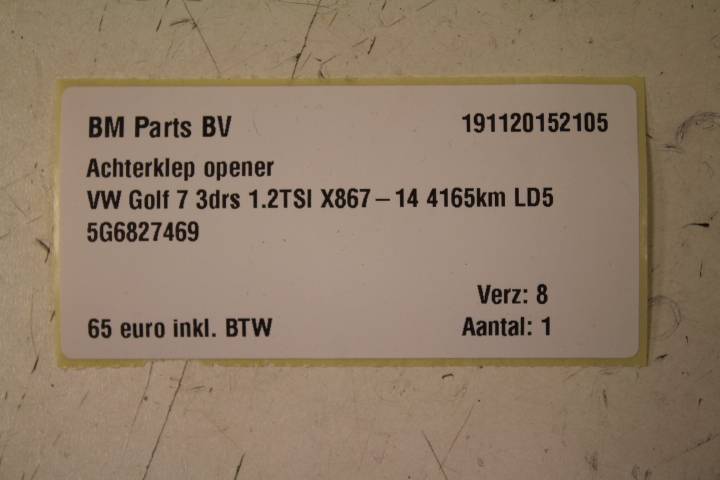 BM Parts BV 191120152105
Achterklep opener
VW Golf 7 3drs 1.2TSI X867-14 4165km LD5
5G6827469
Verz: 8
65 euro inkl. BTW Aantal: 1